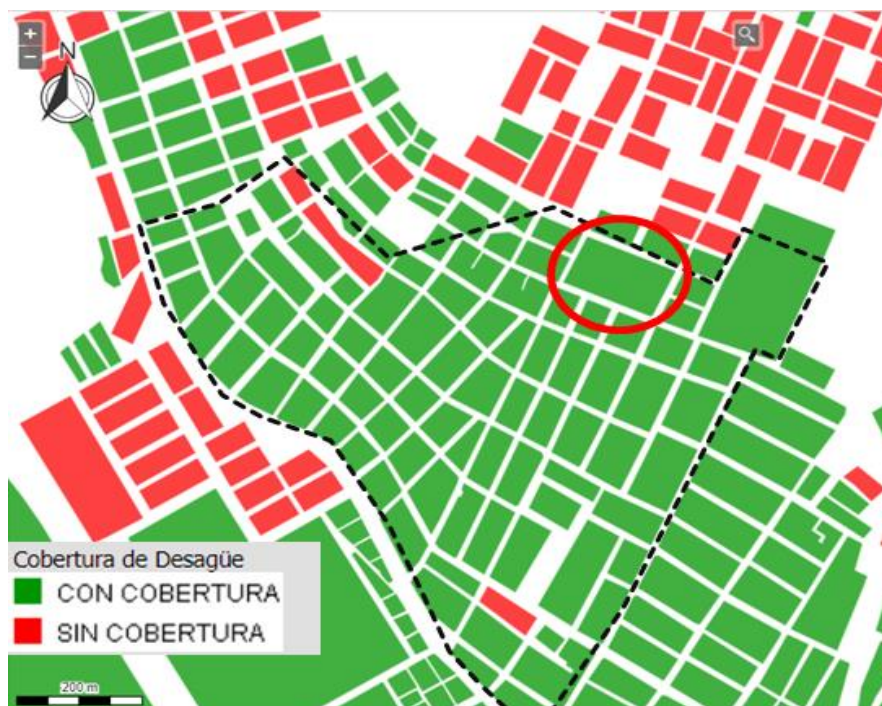 +
−
N
Cobertura de Desagüe
CON COBERTURA
SIN COBERTURA
200 m